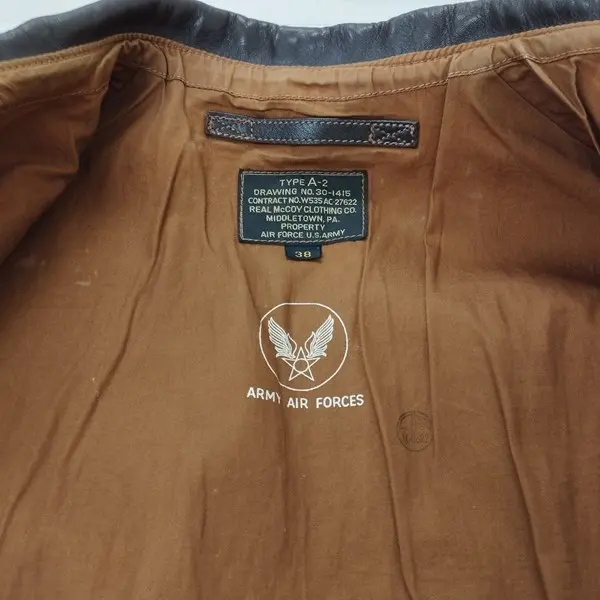 TYPE A-2
DRAWING NO. 30-1415
CONTRACT NO. W535 AC-27622
REAL McCOY CLOTHING CO.
MIDDLETOWN, PA.
PROPERTY
AIR FORCE U.S. ARMY
38
ARMY AIR FORCES